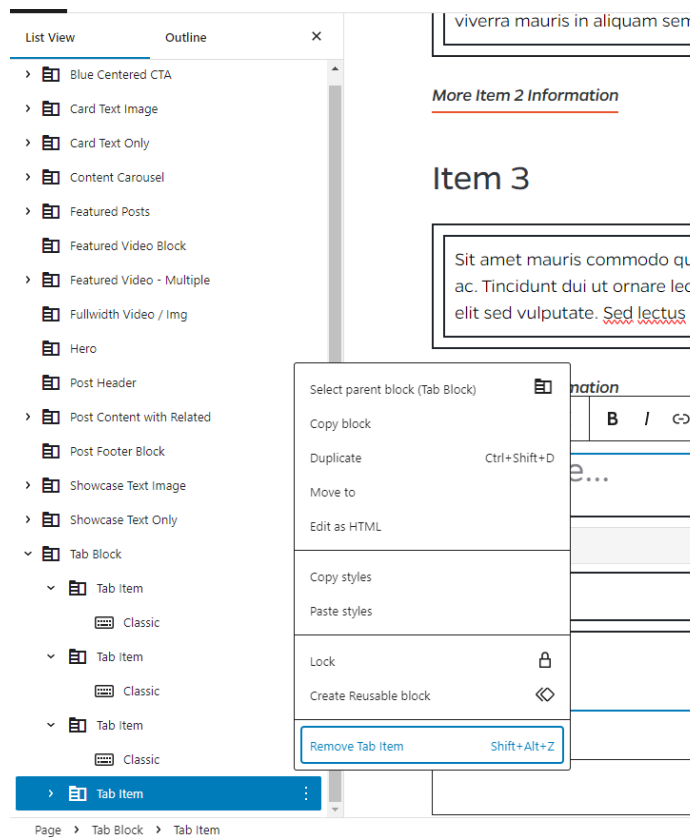 List View
Outline
Blue Centered CTA
Card Text Image
Card Text Only
Content Carousel
Featured Posts
Featured Video Block
Featured Video - Multiple
Fullwidth Video / Img
Hero
Post Header
Post Content with Related
Post Footer Block
Showcase Text Image
Showcase Text Only
Tab Block
Tab Item
Classic
Tab Item
Classic
Tab Item
Classic
Tab Item
Page > Tab Block > Tab Item
Select parent block (Tab Block)
Copy block
Duplicate Ctrl+Shift+D
Move to
Edit as HTML
Copy styles
Paste styles
Lock
Create Reusable block
Remove Tab Item Shift+Alt+Z
viverra mauris in aliquam sem
More Item 2 Information
Item 3
Sit amet mauris commodo qu
ac. Tincidunt dui ut ornare lec
elit sed vulputate. Sed lectus
mation
B I
e...